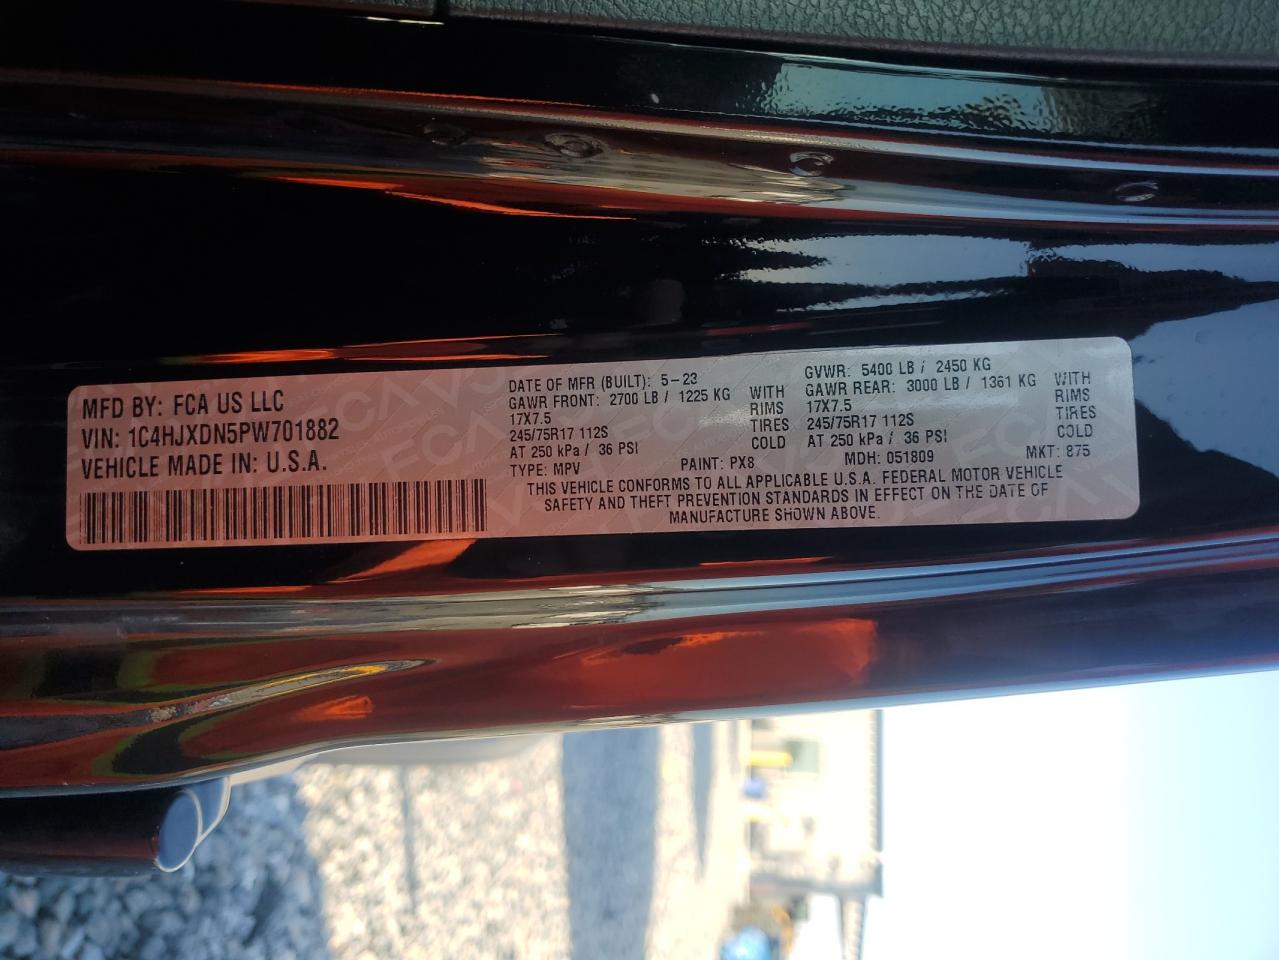 MFD BY: FCA US LLC
VIN: 1C4HJXDN5PW701882
VEHICLE MADE IN: U.S.A.
DATE OF MFR (BUILT): 5-23
GAWR FRONT: 2700 LB / 1225 KG WITH
17X7.5 RIMS
245/75R17 112S TIRES
AT 250 kPa / 36 PSI COLD
GVWR: 5400 LB / 2450 KG
GAWR REAR: 3000 LB / 1361 KG WITH
17X7.5 RIMS
245/75R17 112S TIRES
AT 250 kPa / 36 PSI COLD
TYPE: MPV PAINT: PX8 MDH: 051809 MKT: 875
THIS VEHICLE CONFORMS TO ALL APPLICABLE U.S.A. FEDERAL MOTOR VEHICLE
SAFETY AND THEFT PREVENTION STANDARDS IN EFFECT ON THE DATE OF
MANUFACTURE SHOWN ABOVE.